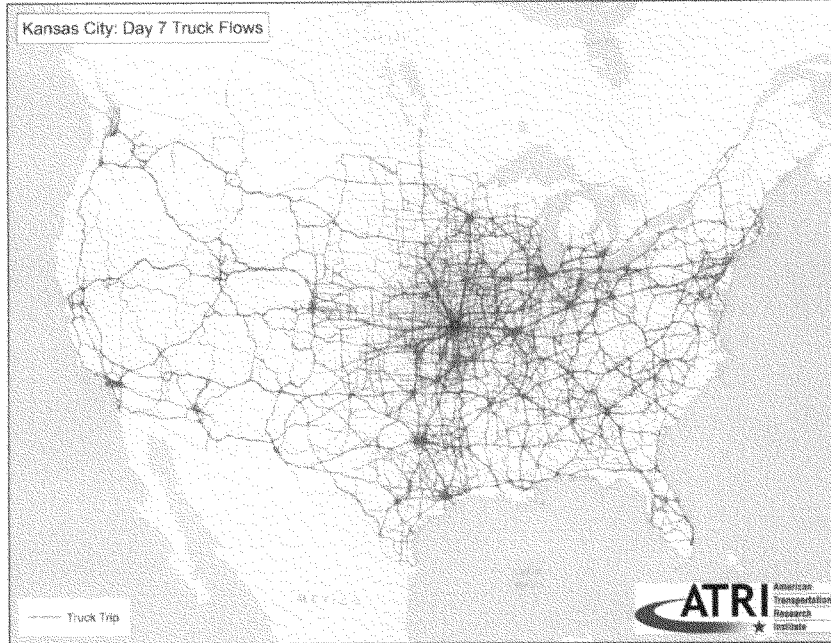 Kansas City: Day 7 Truck Flows
Truck Trip
ATRI
American
Transportation
Research
Institute